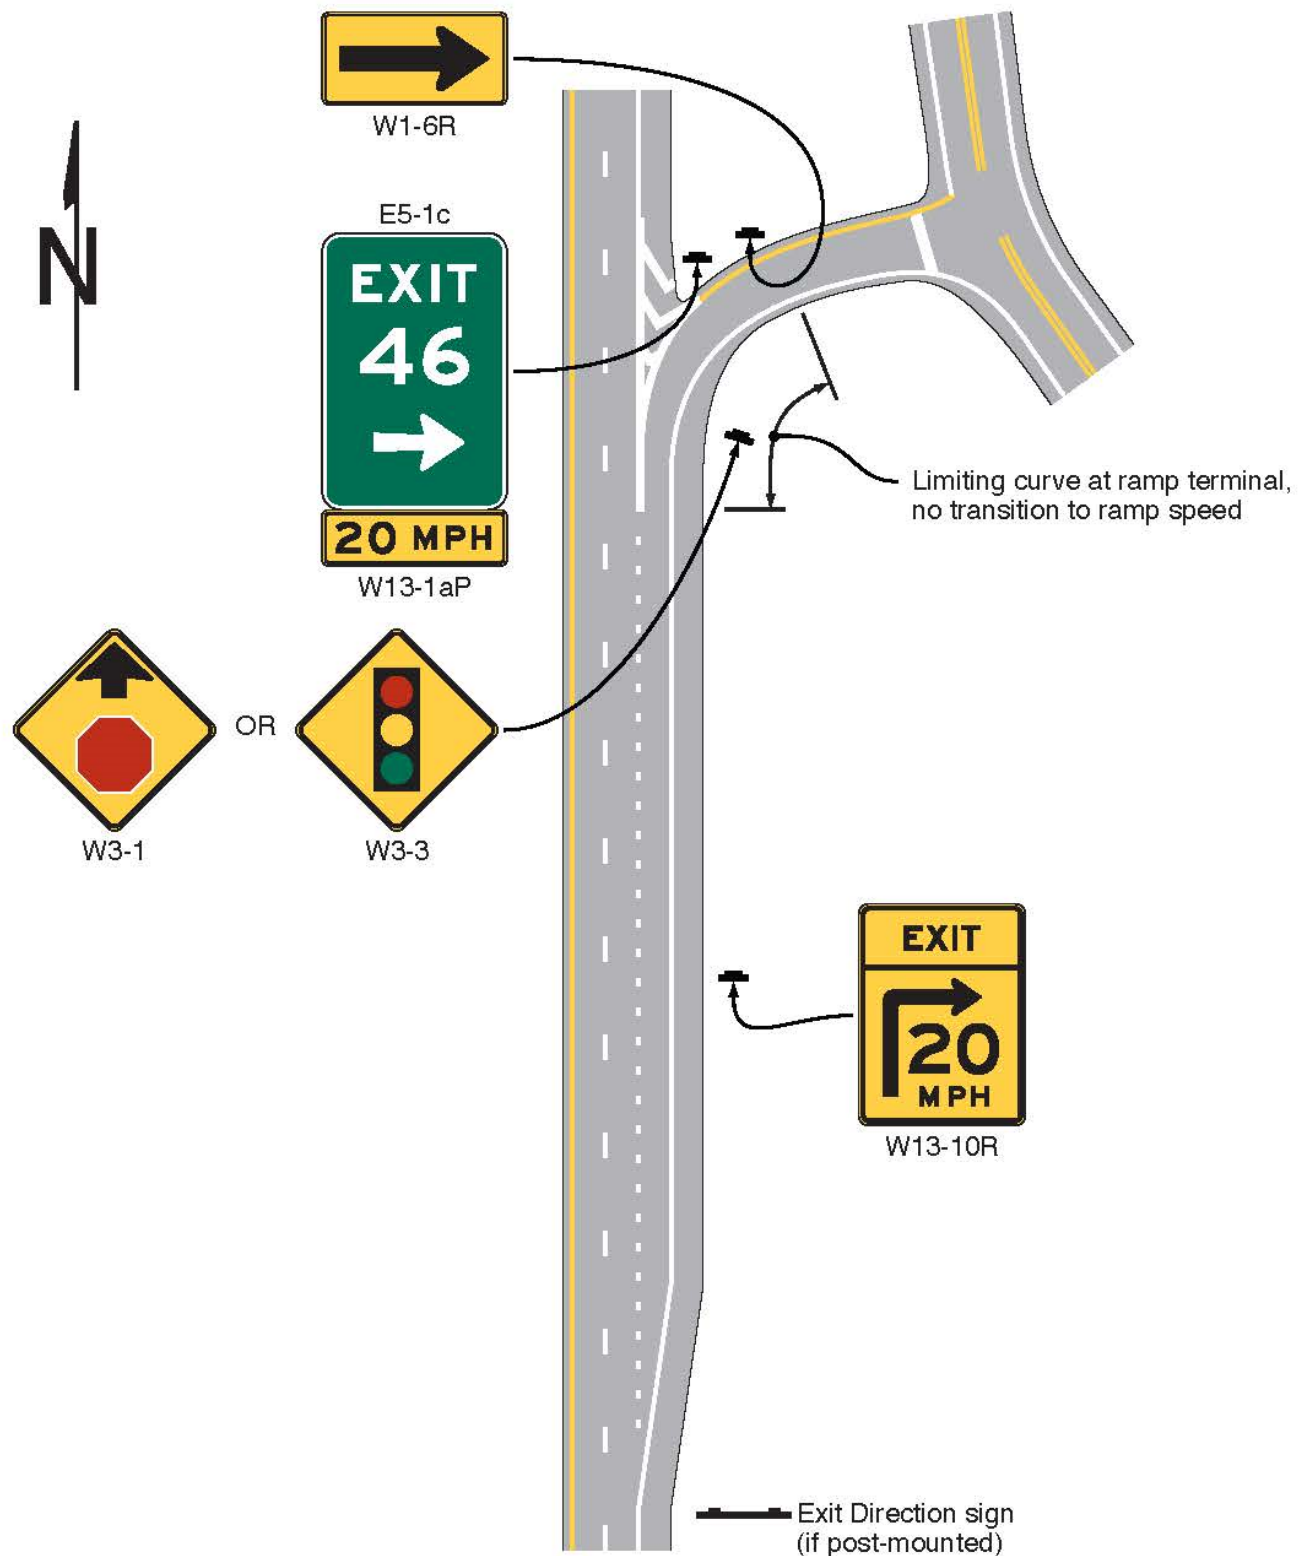 W1-6R
N
E5-1c
EXIT
46
20 MPH
W13-1aP
Limiting curve at ramp terminal,
no transition to ramp speed
OR
W3-1
W3-3
EXIT
20
MPH
W13-10R
Exit Direction sign
(if post-mounted)